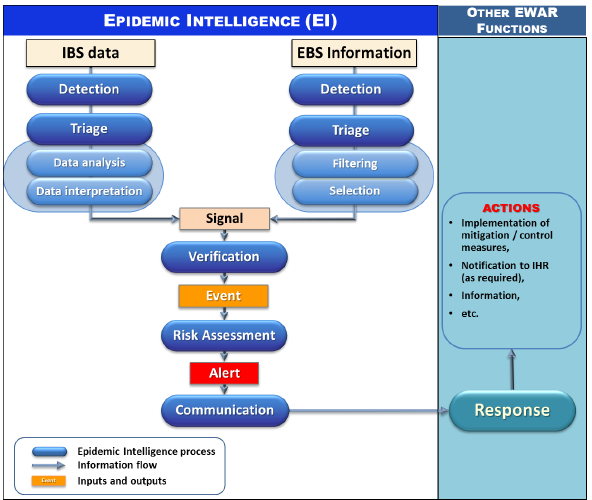 EPIDEMIC INTELLIGENCE (EI)
OTHER EWAR
FUNCTIONS
IBS data
EBS Information
Detection
Detection
Triage
Triage
Data analysis
Filtering
Data interpretation
Selection
Signal
Verification
Event
Risk Assessment
Alert
Communication
Response
ACTIONS
• Implementation of
mitigation / control
measures,
• Notification to IHR
(as required),
• Information,
• etc.
Epidemic Intelligence process
Information flow
Event
Inputs and outputs